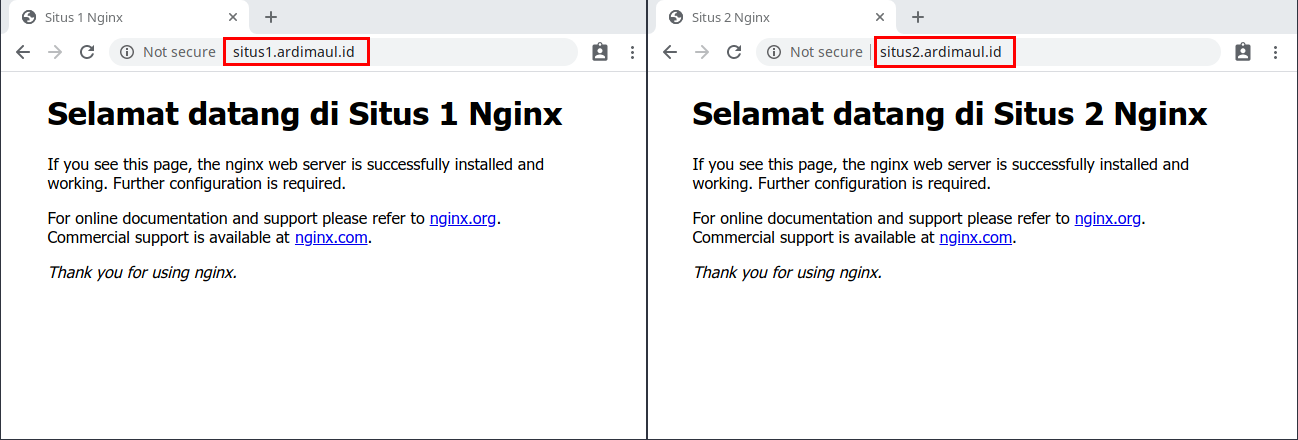 Situs 1 Nginx
Not secure situs1.ardimaul.id
Selamat datang di Situs 1 Nginx
If you see this page, the nginx web server is successfully installed and
working. Further configuration is required.
For online documentation and support please refer to nginx.org.
Commercial support is available at nginx.com.
Thank you for using nginx.
Situs 2 Nginx
Not secure situs2.ardimaul.id
Selamat datang di Situs 2 Nginx
If you see this page, the nginx web server is successfully installed and
working. Further configuration is required.
For online documentation and support please refer to nginx.org.
Commercial support is available at nginx.com.
Thank you for using nginx.